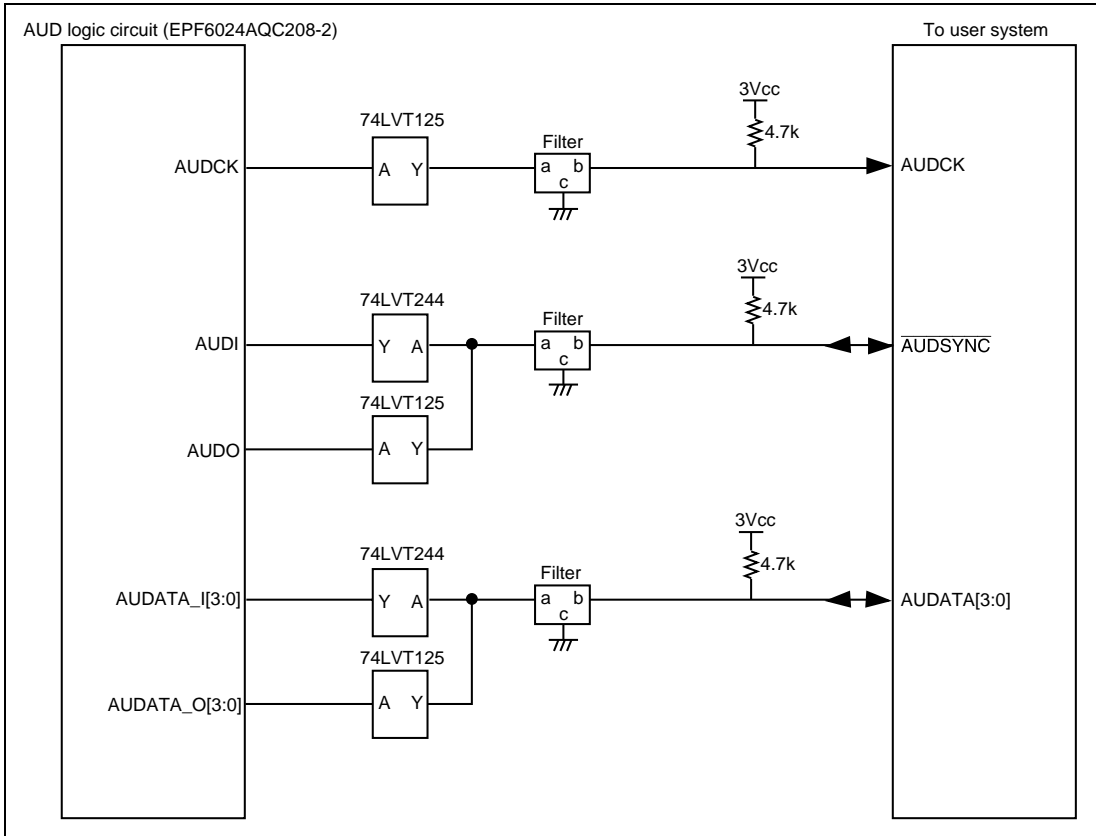 AUD logic circuit (EPF6024AQC208-2)
To user system
3Vcc
74LVT125
4.7k
Filter
AUDCK
A Y
a b
c
AUDCK
3Vcc
74LVT244
4.7k
Filter
AUDI
Y A
a b
c
AUDSYNC
74LVT125
AUDO
A Y
3Vcc
74LVT244
4.7k
Filter
AUDATA_I[3:0]
Y A
a b
c
AUDATA[3:0]
74LVT125
AUDATA_O[3:0]
A Y